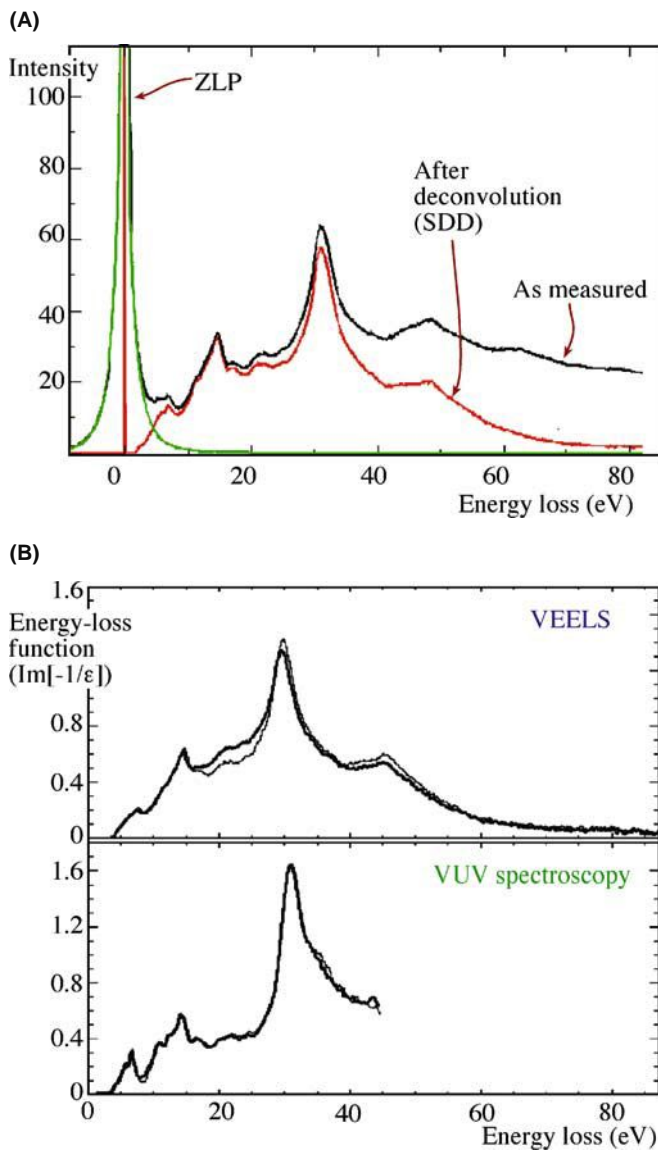 (A)
Intensity
100
80
60
40
20
ZLP
After
deconvolution
(SDD)
As measured
0 20 40 60 80
Energy loss (eV)
(B)
1.6
Energy-loss
function
(Im[-1/ε])
0.8
0.4
0
VEELS
1.6
1.2
0.8
0.4
0
VUV spectroscopy
0 20 40 60 80
Energy loss (eV)